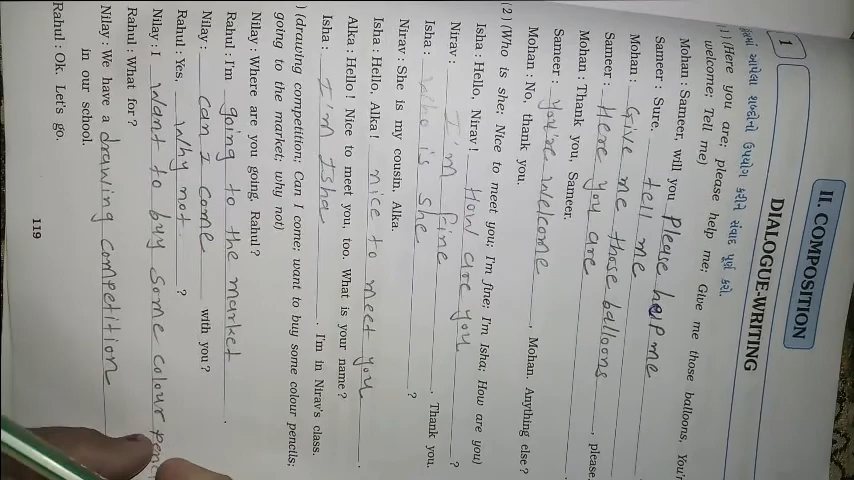 II. COMPOSITION
DIALOGUE-WRITING
1
નીચેનામાં આપેલા શબ્દોનો ઉપયોગ કરીને સંવાદ પૂર્ણ કરો.
(1) (Here you are; please help me; Give me those balloons, You're
welcome; Tell me)
Mohan : Sameer, will you please help me
Sameer : Sure, tell me
Mohan : Give me those balloons, please.
Sameer : Here you are
Mohan : Thank you, Sameer.
Sameer : You're welcome, Mohan. Anything else?
Mohan : No, thank you.
(2) (Who is she; Nice to meet you; I'm fine; I'm Isha; How are you)
Isha : Hello, Nirav! How are you ?
Nirav : I'm fine. Thank you.
Isha : Who is she ?
Nirav : She is my cousin, Alka.
Isha : Hello, Alka! nice to meet you.
Alka : Hello! Nice to meet you, too. What is your name?
Isha : I'm Isha. I'm in Nirav's class.
) (drawing competition; Can I come; want to buy some colour pencils;
going to the market; why not)
Nilay : Where are you going, Rahul?
Rahul : I'm going to the market.
Nilay : can I come with you?
Rahul : Yes, why not. ?
Nilay : I want to buy some colour penc
Rahul : What for?
Nilay : We have a drawing competition
in our school.
Rahul : Ok. Let's go.
119